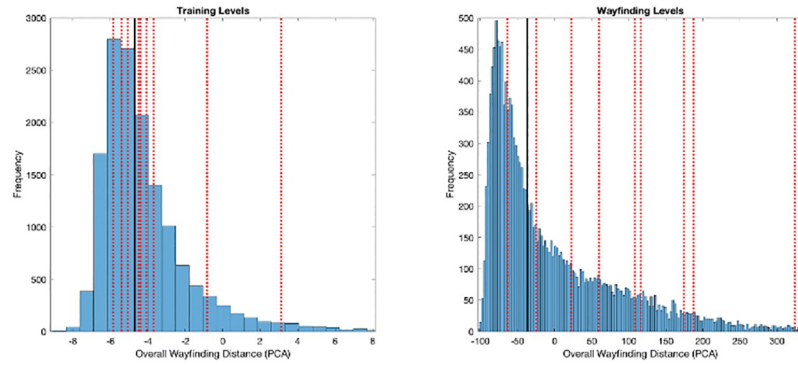 Training Levels
3000
2500
2000
1500
1000
500
0
Frequency
-8 -6 -4 -2 0 2 4 6 8
Overall Wayfinding Distance (PCA)
Wayfinding Levels
500
450
400
350
300
250
200
150
100
50
0
Frequency
-100 -50 0 50 100 150 200 250 300
Overall Wayfinding Distance (PCA)